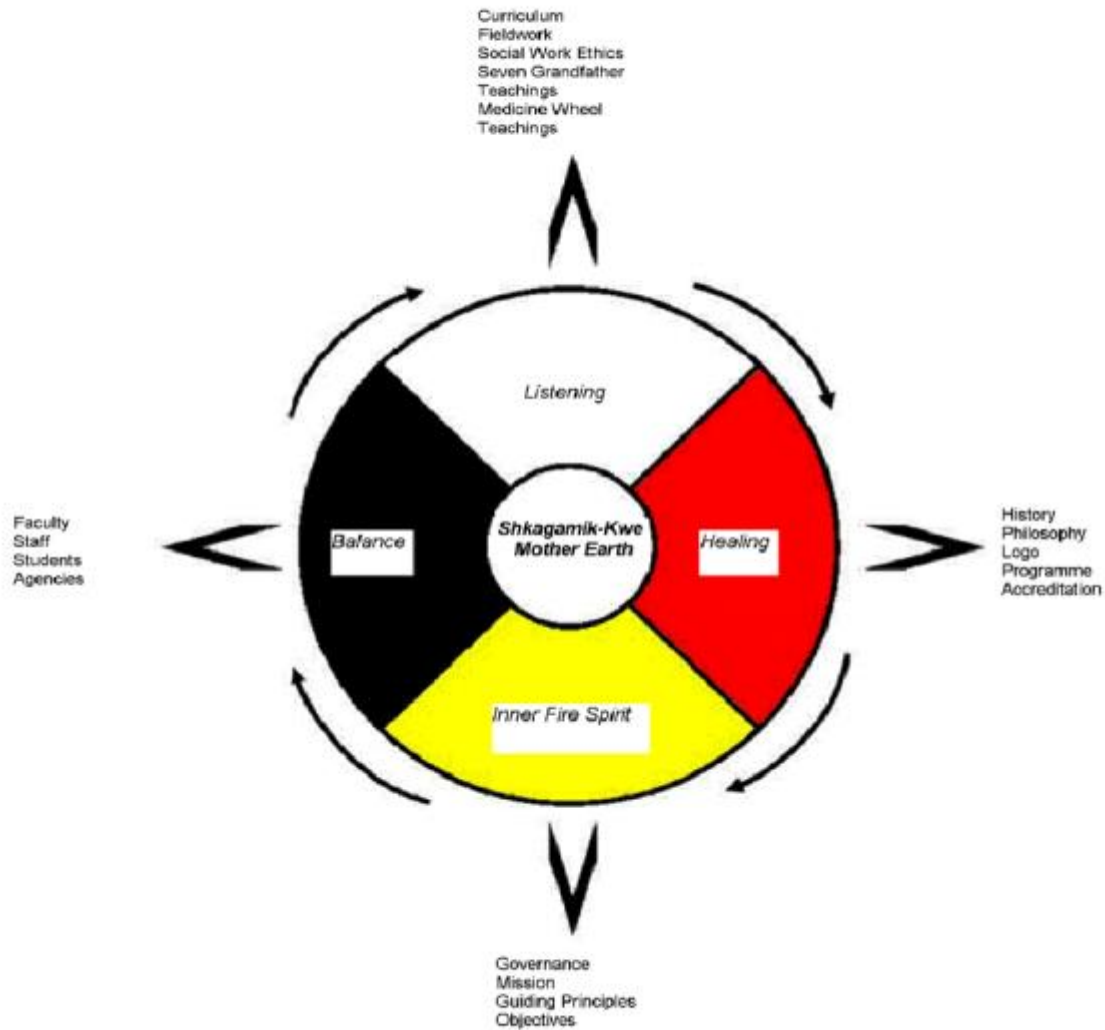 Curriculum
Fieldwork
Social Work Ethics
Seven Grandfather
Teachings
Medicine Wheel
Teachings
Listening
Faculty
Staff
Students
Agencies
Balance
Shkagamik-Kwe
Mother Earth
Healing
History
Philosophy
Logo
Programme
Accreditation
Inner Fire Spirit
Governance
Mission
Guiding Principles
Objectives